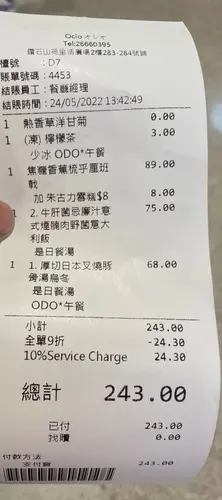 Ocio オシオ
Tel:26660395
鑽石山荷里活廣場2樓283-284號舖
檯號 : D7
賬單號碼 : 4453
結賬員工 : 餐廳經理
結賬時間 : 24/05/2022 13:42:49
1 熱香草洋甘菊 0.00
1 (凍) 檸檬茶 3.00
少冰 ODO*午餐
1 焦糖香蕉梳乎厘班 89.00
戟
加 朱古力雪糕$8 8.00
1 2. 牛肝菌忌廉汁意 75.00
式煙腩肉野菌意大
利飯
是日餐湯
1 1. 厚切日本叉燒豚 68.00
骨湯烏冬
是日餐湯
ODO*午餐
小計 243.00
全單9折 -24.30
10%Service Charge 24.30
總計 243.00
已付 243.00
找贖 0.00
付款方法
支付寶 243.00